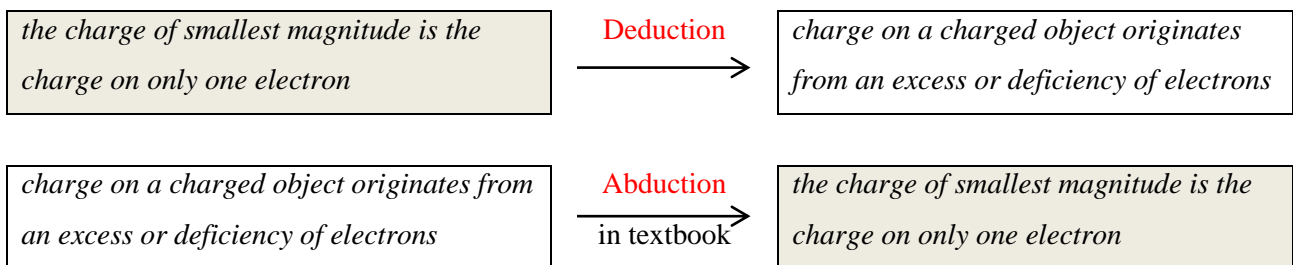 the charge of smallest magnitude is the
charge on only one electron
Deduction
charge on a charged object originates
from an excess or deficiency of electrons
charge on a charged object originates from
an excess or deficiency of electrons
Abduction
in textbook
the charge of smallest magnitude is the
charge on only one electron